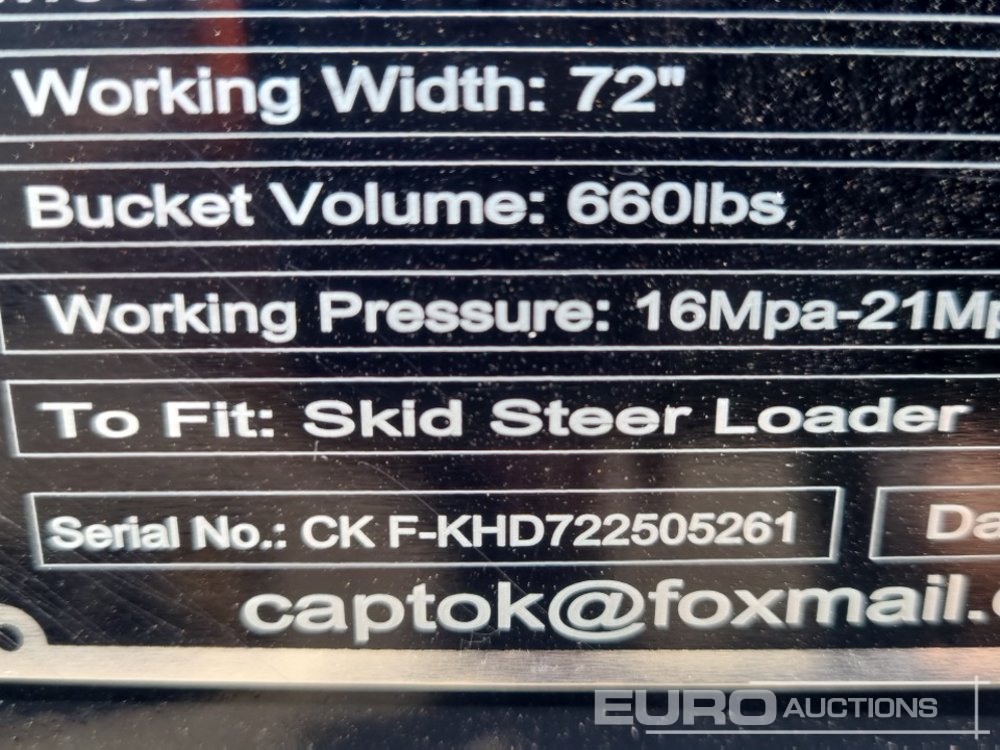 Working Width: 72"
Bucket Volume: 660lbs
Working Pressure: 16Mpa-21Mp
To Fit: Skid Steer Loader
Serial No.: CK F-KHD722505261
Da
captok@foxmail.c
EURO AUCTIONS